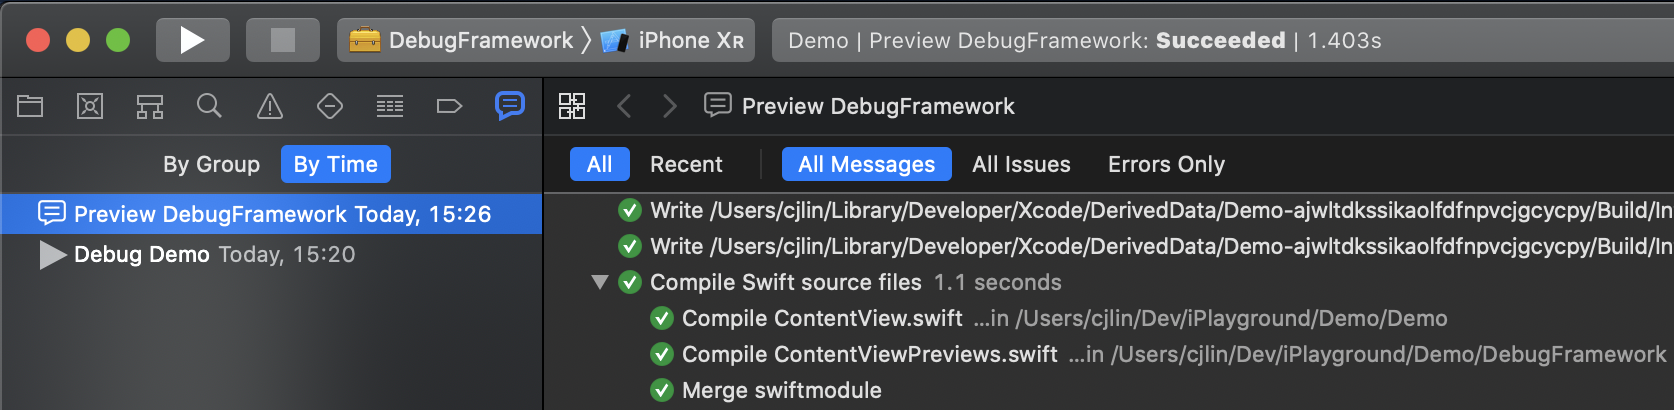 DebugFramework iPhone XR
Demo | Preview DebugFramework: Succeeded | 1.403s
Preview DebugFramework
By Group By Time
All Recent All Messages All Issues Errors Only
Preview DebugFramework Today, 15:26
Debug Demo Today, 15:20
Write /Users/cjlin/Library/Developer/Xcode/DerivedData/Demo-ajwltdkssikaolfdfnpvcjgcycpy/Build/In
Write /Users/cjlin/Library/Developer/Xcode/DerivedData/Demo-ajwltdkssikaolfdfnpvcjgcycpy/Build/In
Compile Swift source files 1.1 seconds
Compile ContentView.swift ...in /Users/cjlin/Dev/iPlayground/Demo/Demo
Compile ContentViewPreviews.swift ...in /Users/cjlin/Dev/iPlayground/Demo/DebugFramework
Merge swiftmodule